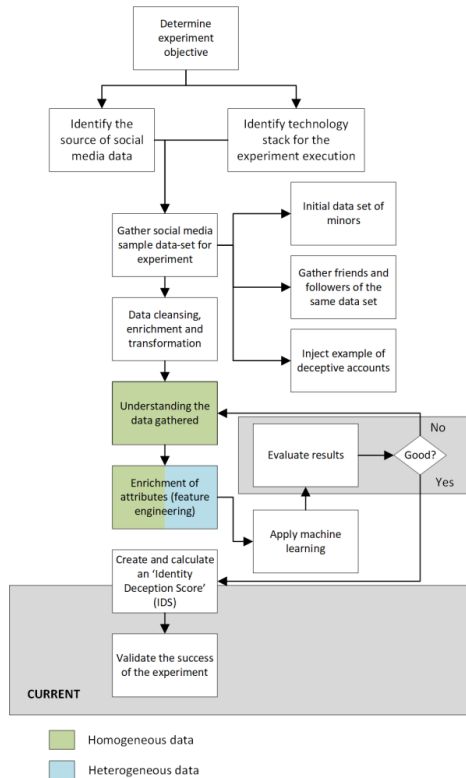 Determine
experiment
objective
Identify the
source of social
media data
Identify technology
stack for the
experiment execution
Gather social media
sample data-set for
experiment
Initial data set of
minors
Gather friends and
followers of the
same data set
Inject example of
deceptive accounts
Data cleansing,
enrichment and
transformation
Understanding the
data gathered
No
Evaluate results
Good?
Yes
Enrichment of
attributes (feature
engineering)
Apply machine
learning
Create and calculate
an ‘Identity
Deception Score’
(IDS)
Validate the success
of the experiment
CURRENT
Homogeneous data
Heterogeneous data